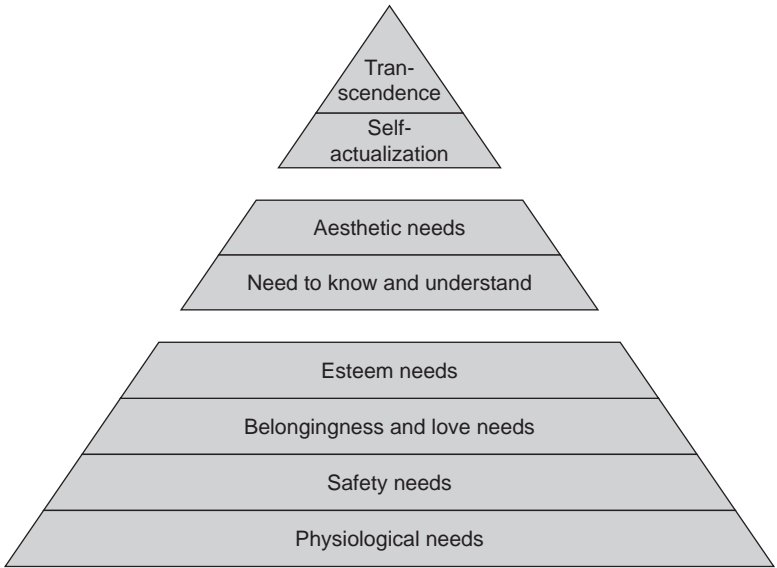 Tran-
scendence
Self-
actualization
Aesthetic needs
Need to know and understand
Esteem needs
Belongingness and love needs
Safety needs
Physiological needs